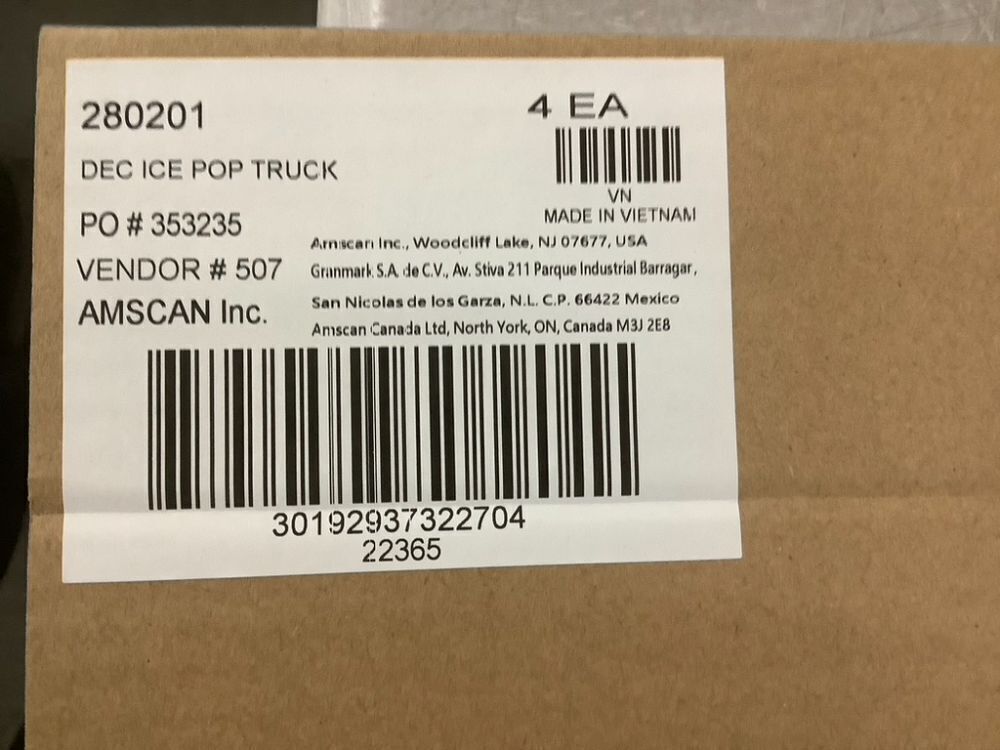 280201
4 EA
DEC ICE POP TRUCK
VN
MADE IN VIETNAM
PO # 353235
VENDOR # 507
AMSCAN Inc.
Amscan Inc., Woodcliff Lake, NJ 07677, USA
Granmark S.A. de C.V., Av. Stiva 211 Parque Industrial Barragar,
San Nicolas de los Garza, N.L. C.P. 66422 Mexico
Amscan Canada Ltd, North York, ON, Canada M3J 2E8
30192937322704
22365